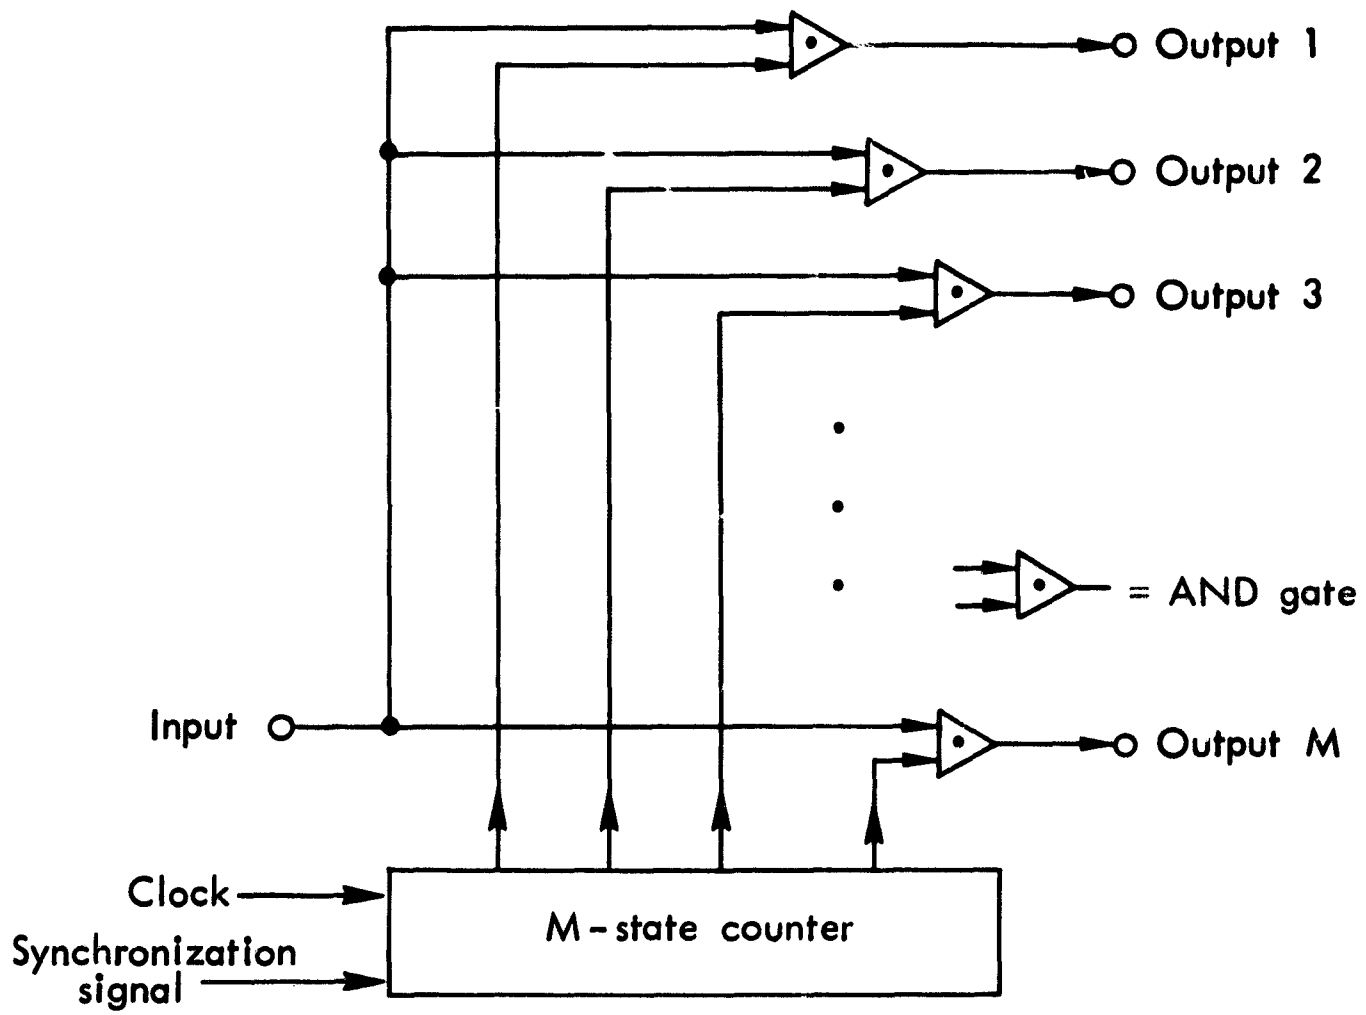 Output 1
Output 2
Output 3
= AND gate
Input
Output M
Clock
M-state counter
Synchronization
signal